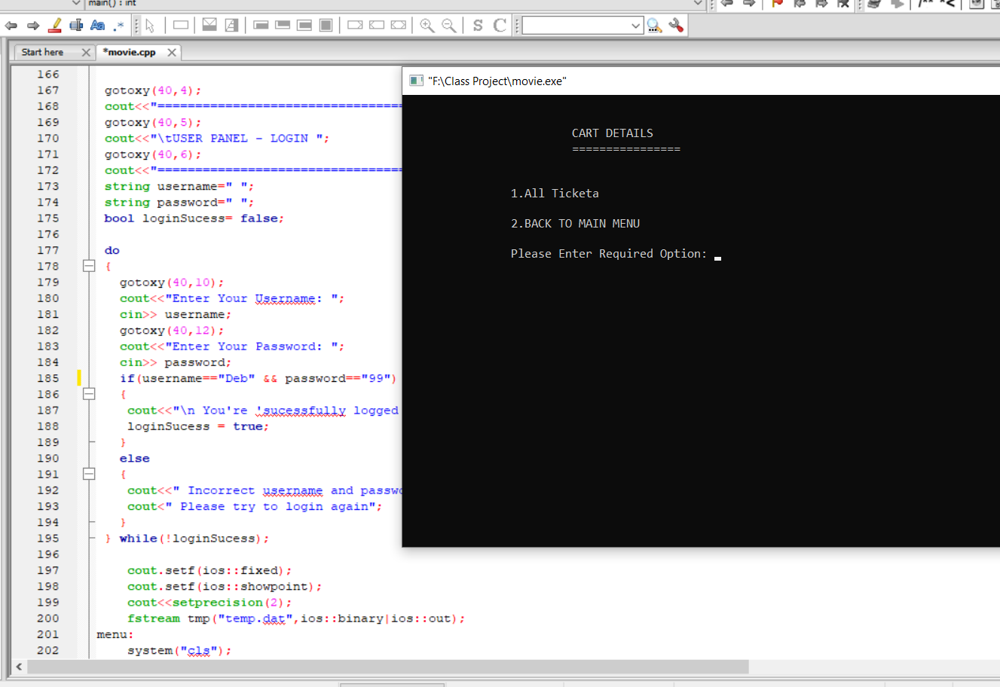 main() : int
/** *<
Aa .*
S C
Start here
*movie.cpp
166
167 gotoxy(40,4);
168 cout<<"=================================
169 gotoxy(40,5);
170 cout<<"\tUSER PANEL - LOGIN ";
171 gotoxy(40,6);
172 cout<<"=================================
173 string username=" ";
174 string password=" ";
175 bool loginSucess= false;
176
177 do
178 {
179 gotoxy(40,10);
180 cout<<"Enter Your Username: ";
181 cin>> username;
182 gotoxy(40,12);
183 cout<<"Enter Your Password: ";
184 cin>> password;
185 if(username=="Deb" && password=="99")
186 {
187 cout<<"\n You're 'sucessfully logged
188 loginSucess = true;
189 }
190 else
191 {
192 cout<<" Incorrect username and passwo
193 cout<" Please try to login again";
194 }
195 } while(!loginSucess);
196
197 cout.setf(ios::fixed);
198 cout.setf(ios::showpoint);
199 cout<<setprecision(2);
200 fstream tmp("temp.dat",ios::binary|ios::out);
201 menu:
202 system("cls");
"F:\Class Project\movie.exe"
CART DETAILS
================
1.All Ticketa
2.BACK TO MAIN MENU
Please Enter Required Option: